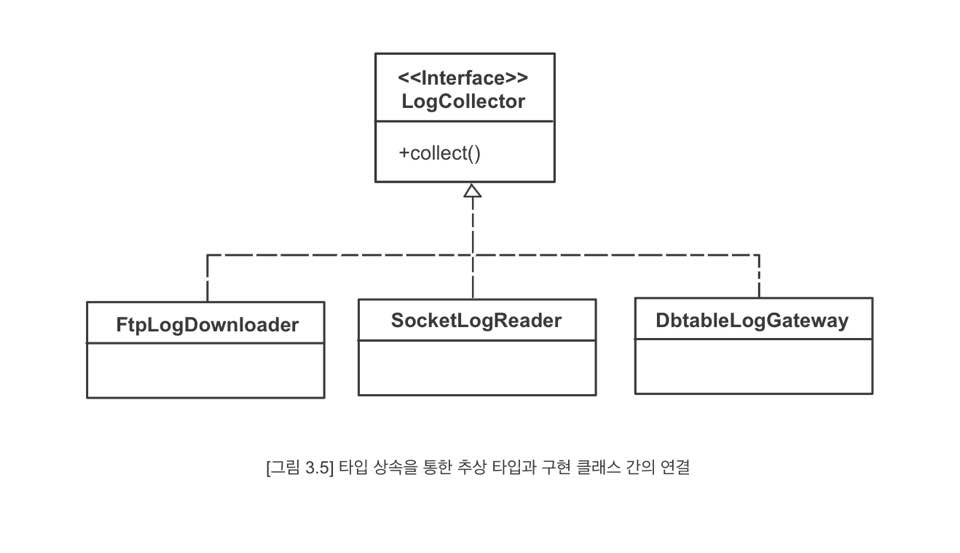 <<Interface>>
LogCollector
+collect()
FtpLogDownloader
SocketLogReader
DbtableLogGateway
[그림 3.5] 타입 상속을 통한 추상 타입과 구현 클래스 간의 연결